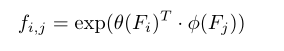 f_{i,j} = exp(θ(F_i)^T · ϕ(F_j))